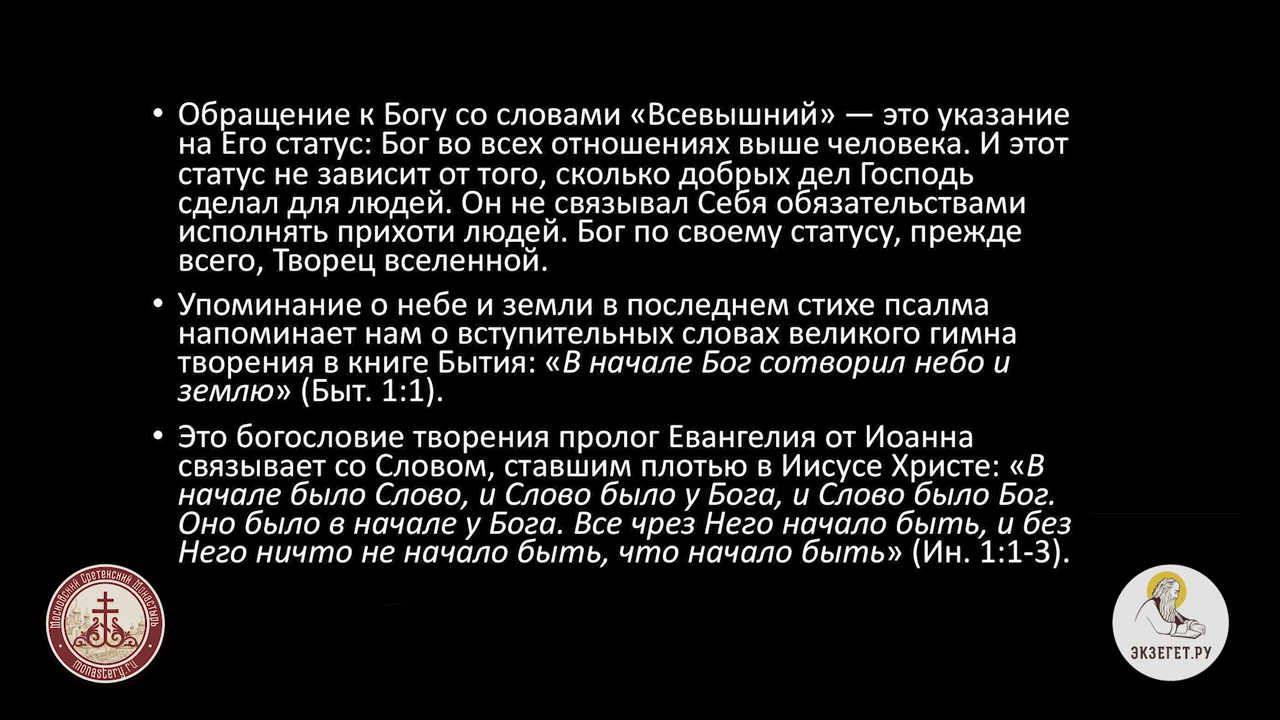 • Обращение к Богу со словами «Всевышний» — это указание
на Его статус: Бог во всех отношениях выше человека. И этот
статус не зависит от того, сколько добрых дел Господь
сделал для людей. Он не связывал Себя обязательствами
исполнять прихоти людей. Бог по своему статусу, прежде
всего, Творец вселенной.
• Упоминание о небе и земли в последнем стихе псалма
напоминает нам о вступительных словах великого гимна
творения в книге Бытия: «В начале Бог сотворил небо и
землю» (Быт. 1:1).
• Это богословие творения пролог Евангелия от Иоанна
связывает со Словом, ставшим плотью в Иисусе Христе: «В
начале было Слово, и Слово было у Бога, и Слово было Бог.
Оно было в начале у Бога. Все чрез Него начало быть, и без
Него ничто не начало быть, что начало быть» (Ин. 1:1-3).
Московский Сретенский Монастырь
monastery.ru
ЭКЗЕГЕТ.РУ